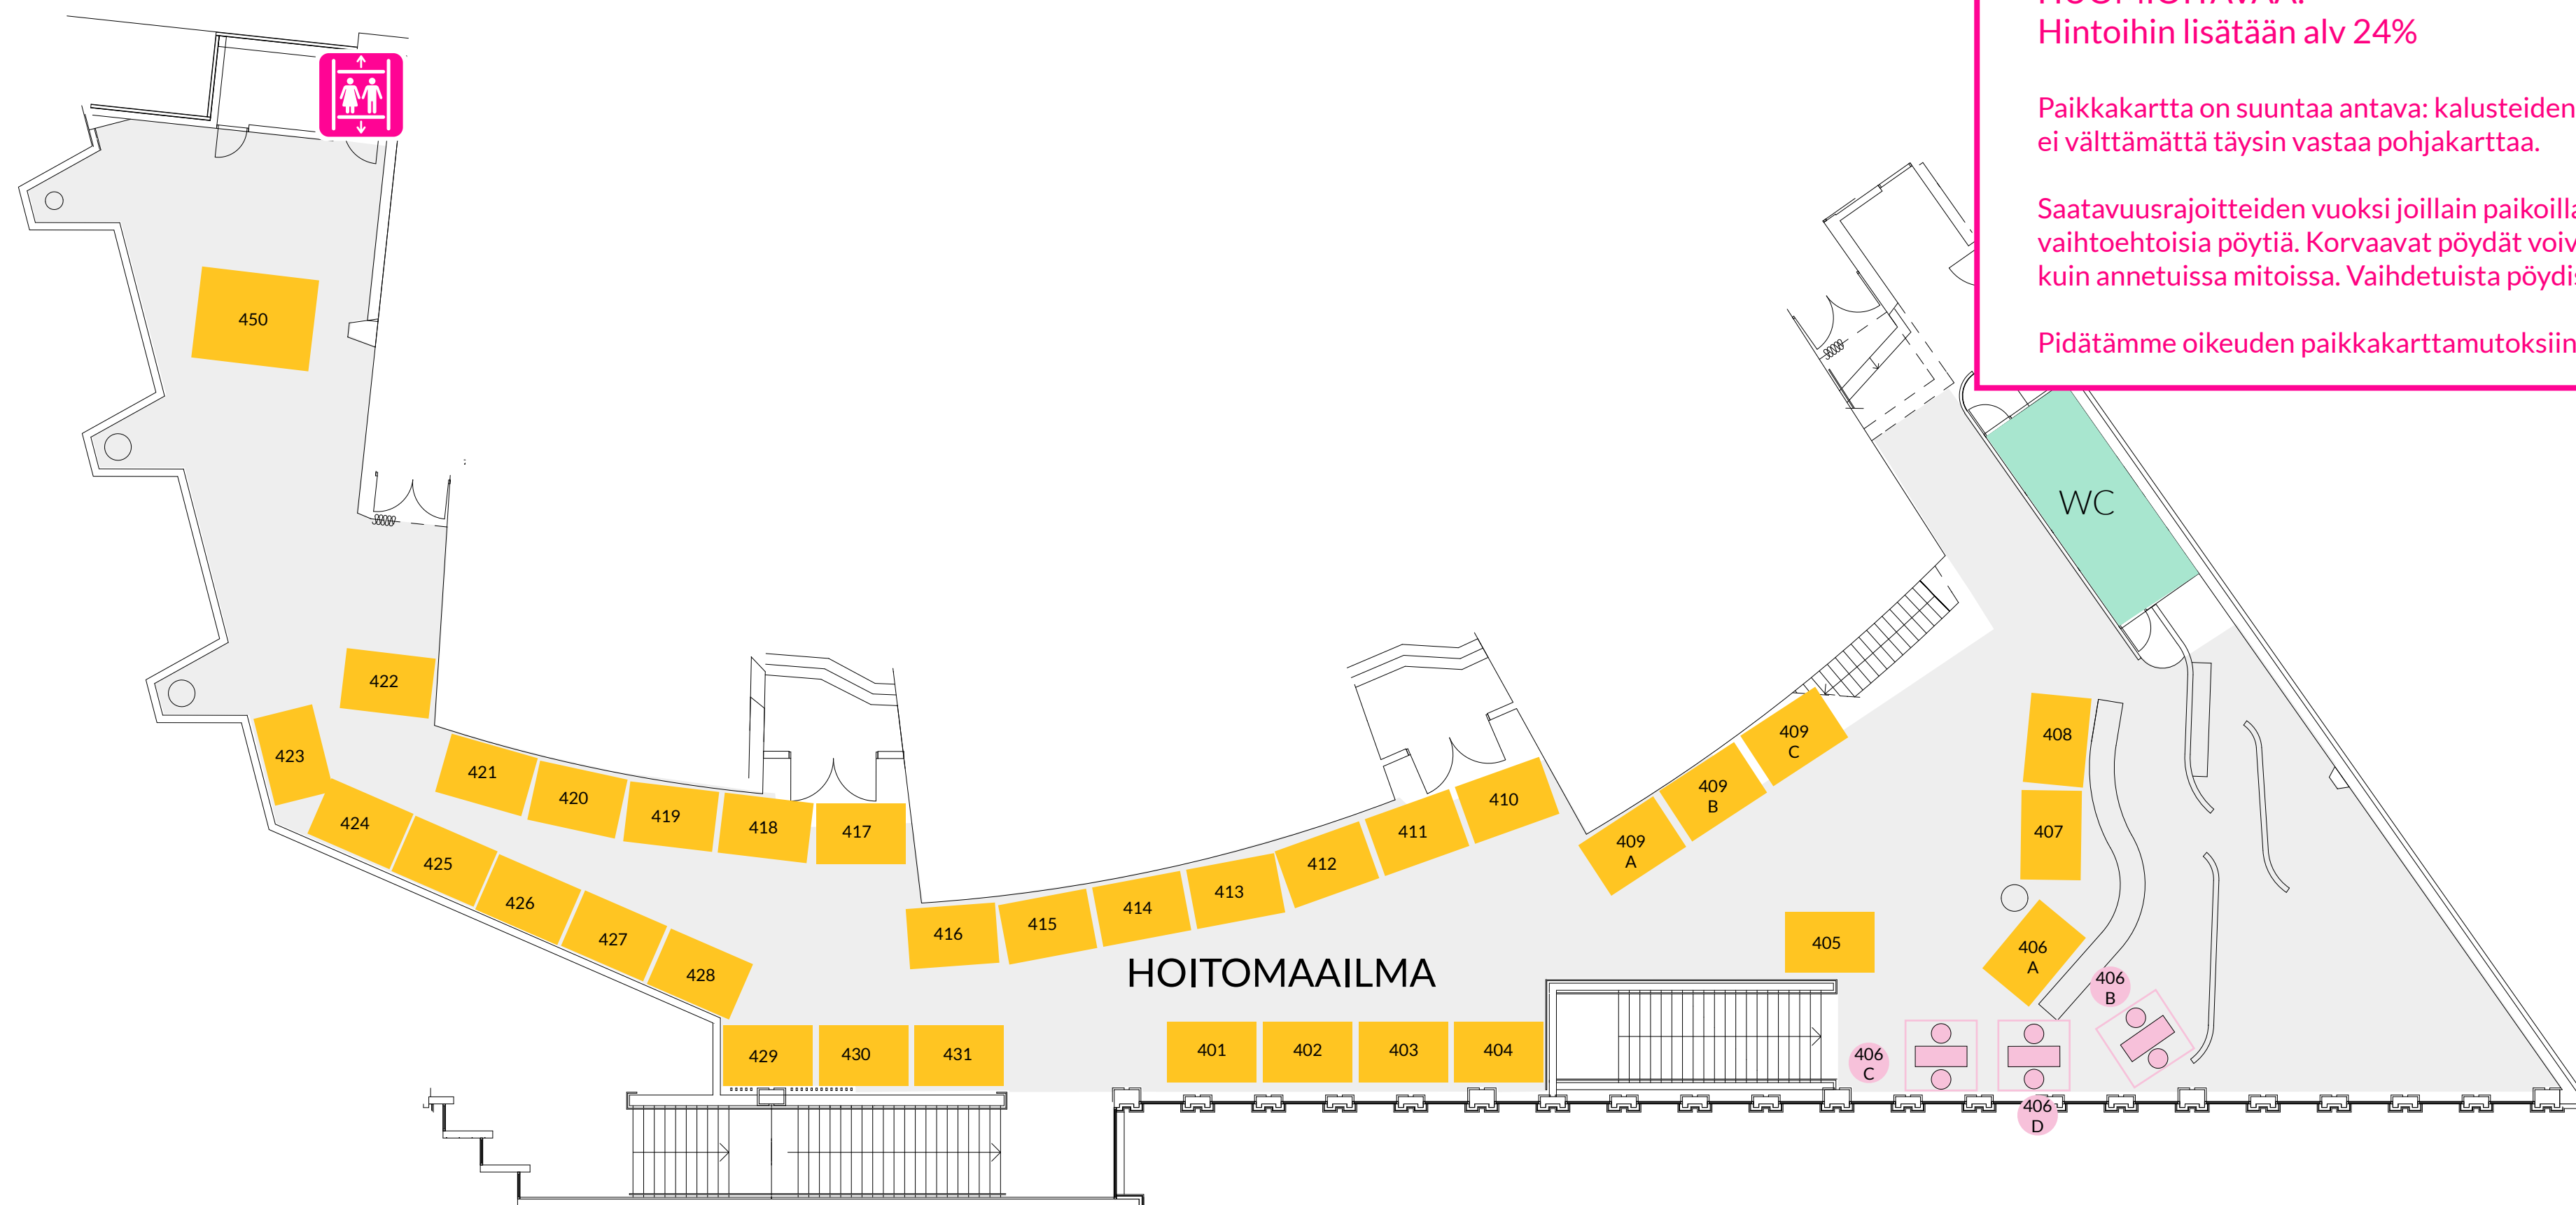 Hintoihin lisätään alv 24%
Paikkakartta on suuntaa antava: kalusteiden
ei välttämättä täysin vastaa pohjakarttaa.
Saatavuusrajoitteiden vuoksi joillain paikoilla
vaihtoehtoisia pöytiä. Korvaavat pöydät
kuin annetuissa mitoissa. Vaihdetuista
Pidätämme oikeuden paikkakarttamutoksiin
WC
450
422
423
421
420
419
418
417
424
425
426
427
428
416
415
414
413
412
411
410
409
A
409
B
409
C
408
407
406
A
405
406
B
HOITOMAAILMA
429
430
431
401
402
403
404
406
C
406
D